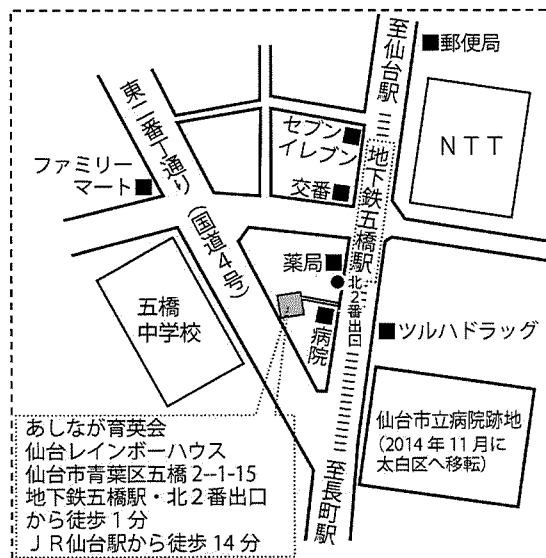 至仙台駅
■郵便局
東二番丁通り(国道4号)
セブン■
イレブン
地下鉄五橋駅
NTT
ファミリー
マート■
交番■
薬局■
北2番出口
五橋
中学校
■
病院
■ツルハドラッグ
仙台市立病院跡地
(2014年11月に
太白区へ移転)
至長町駅
あしなが育英会
仙台レインボーハウス
仙台市青葉区五橋2-1-15
地下鉄五橋駅・北2番出口
から徒歩1分
JR仙台駅から徒歩14分